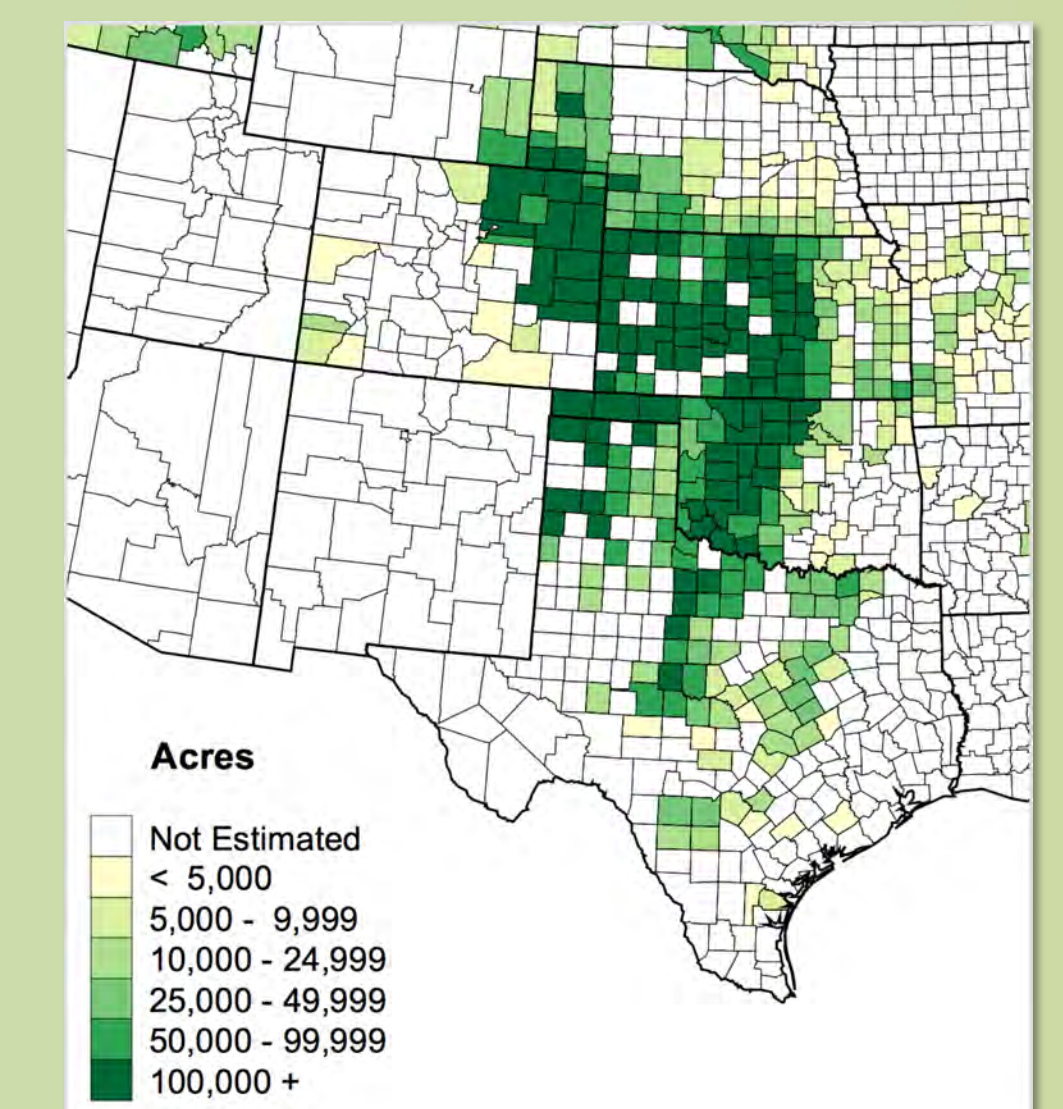 Acres
Not Estimated
< 5,000
5,000 - 9,999
10,000 - 24,999
25,000 - 49,999
50,000 - 99,999
100,000 +